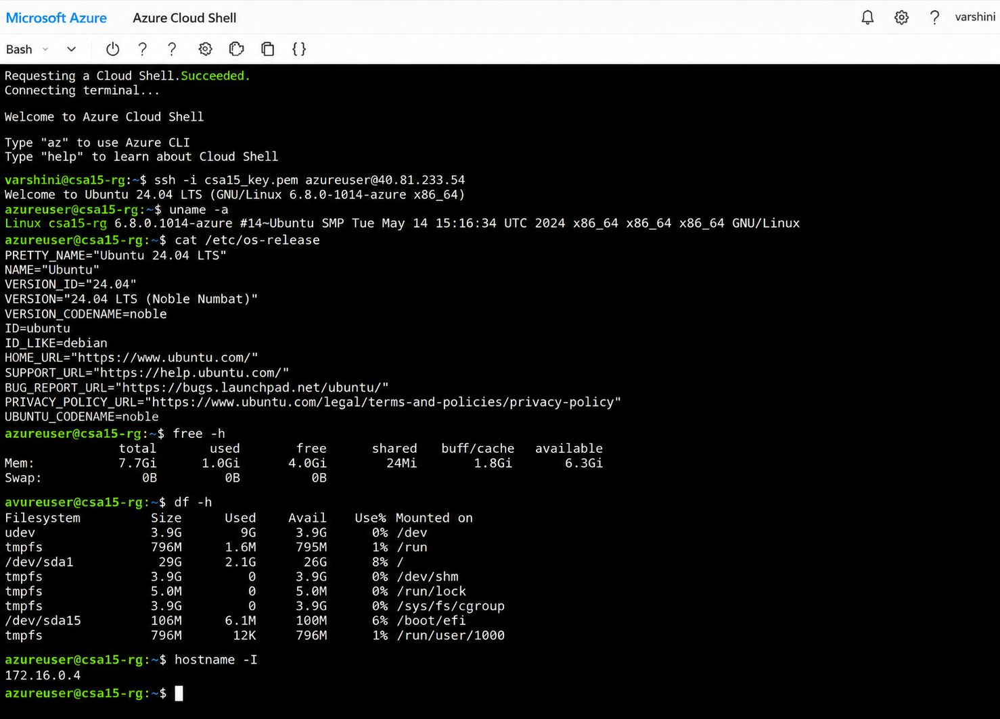 Microsoft Azure Azure Cloud Shell ? varshini
Bash ? ? { }
Requesting a Cloud Shell.Succeeded.
Connecting terminal...
Welcome to Azure Cloud Shell
Type "az" to use Azure CLI
Type "help" to learn about Cloud Shell
varshini@csa15-rg:~$ ssh -i csa15_key.pem azureuser@40.81.233.54
Welcome to Ubuntu 24.04 LTS (GNU/Linux 6.8.0-1014-azure x86_64)
azureuser@csa15-rg:~$ uname -a
Linux csa15-rg 6.8.0.1014-azure #14~Ubuntu SMP Tue May 14 15:16:34 UTC 2024 x86_64 x86_64 x86_64 GNU/Linux
azureuser@csa15-rg:~$ cat /etc/os-release
PRETTY_NAME="Ubuntu 24.04 LTS"
NAME="Ubuntu"
VERSION_ID="24.04"
VERSION="24.04 LTS (Noble Numbat)"
VERSION_CODENAME=noble
ID=ubuntu
ID_LIKE=debian
HOME_URL="https://www.ubuntu.com/"
SUPPORT_URL="https://help.ubuntu.com/"
BUG_REPORT_URL="https://bugs.launchpad.net/ubuntu/"
PRIVACY_POLICY_URL="https://www.ubuntu.com/legal/terms-and-policies/privacy-policy"
UBUNTU_CODENAME=noble
azureuser@csa15-rg:~$ free -h
total used free shared buff/cache available
Mem: 7.7Gi 1.0Gi 4.0Gi 24Mi 1.8Gi 6.3Gi
Swap: 0B 0B 0B
avureuser@csa15-rg:~$ df -h
Filesystem Size Used Avail Use% Mounted on
udev 3.9G 9G 3.9G 0% /dev
tmpfs 796M 1.6M 795M 1% /run
/dev/sda1 29G 2.1G 26G 8% /
tmpfs 3.9G 0 3.9G 0% /dev/shm
tmpfs 5.0M 0 5.0M 0% /run/lock
tmpfs 3.9G 0 3.9G 0% /sys/fs/cgroup
/dev/sda15 106M 6.1M 100M 6% /boot/efi
tmpfs 796M 12K 796M 1% /run/user/1000
azureuser@csa15-rg:~$ hostname -I
172.16.0.4
azureuser@csa15-rg:~$